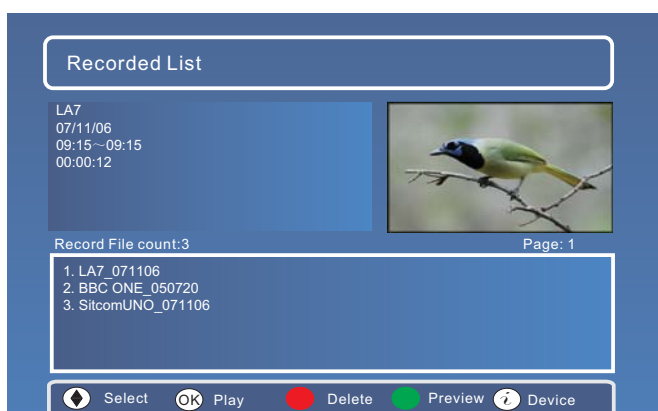 Recorded List
LA7
07/11/06
09:15～09:15
00:00:12
Record File count:3
Page: 1
1. LA7_071106
2. BBC ONE_050720
3. SitcomUNO_071106
Select OK Play Delete Preview i Device